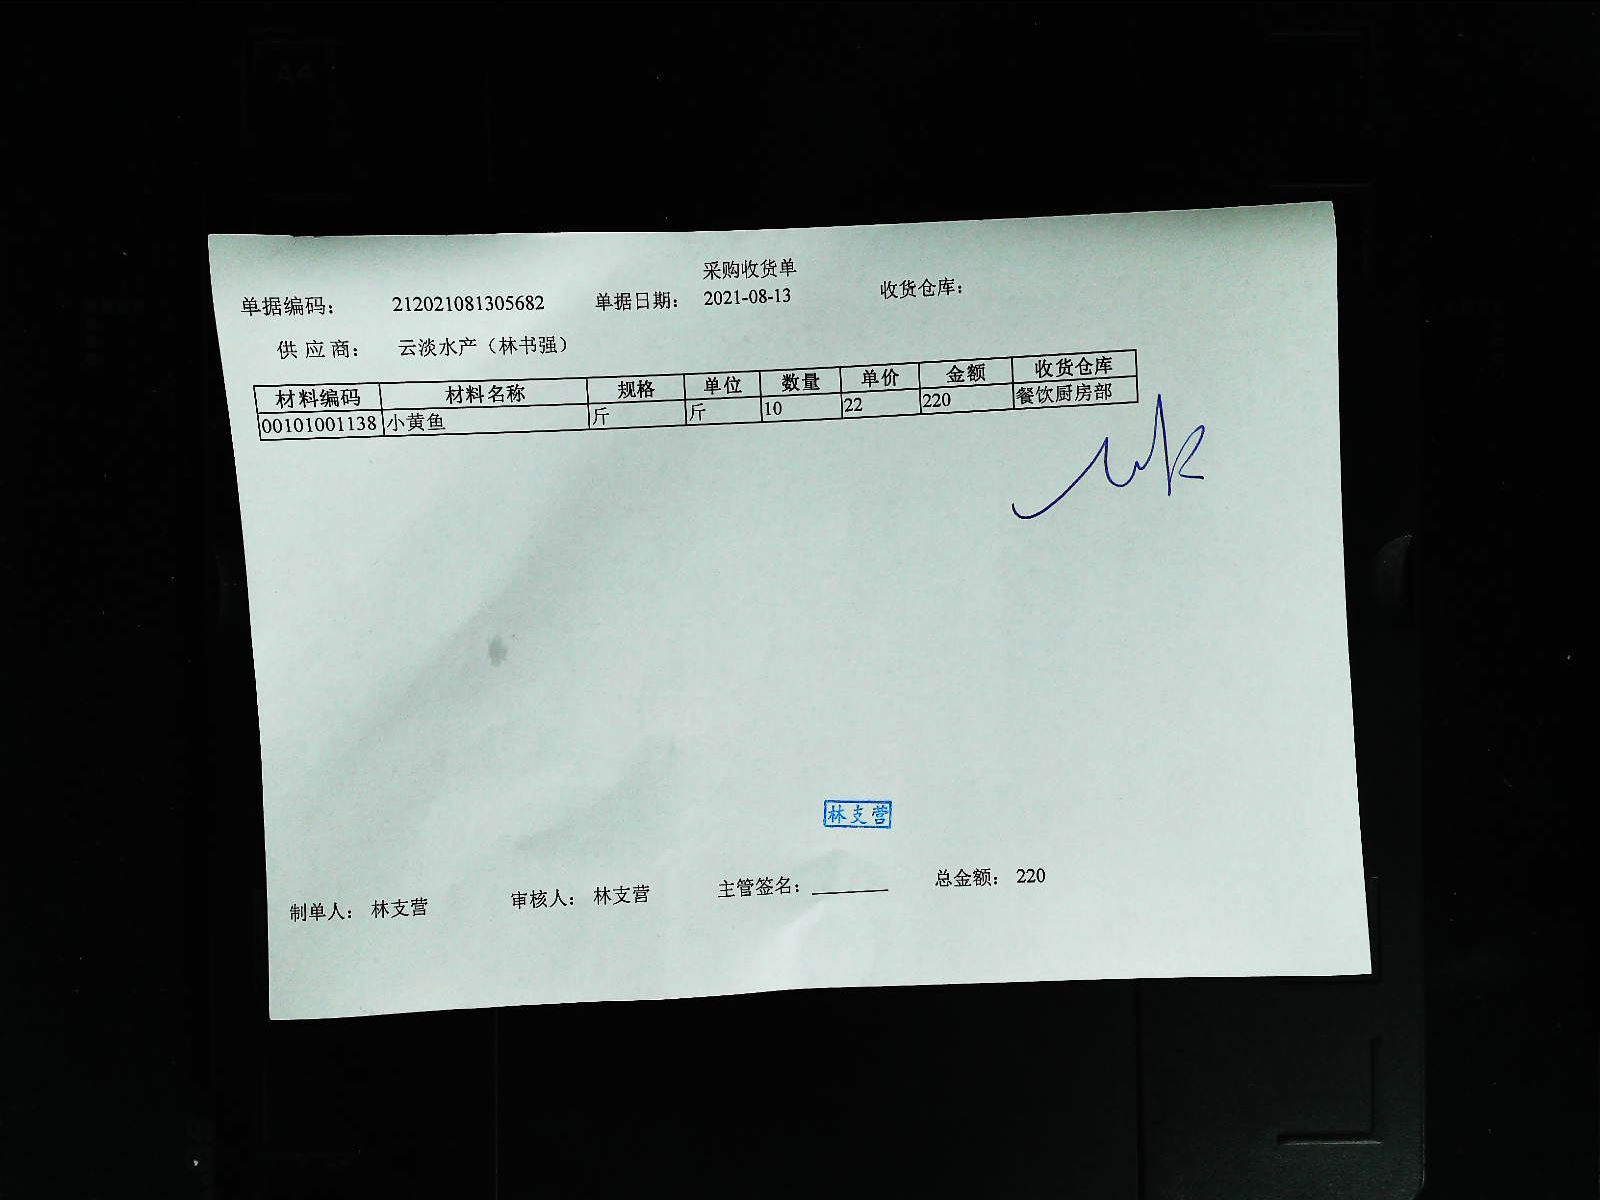 采购收货单
单据编码： 212021081305682 单据日期： 2021-08-13 收货仓库：
供 应 商： 云淡水产（林书强）
材料编码 材料名称 规格 单位 数量 单价 金额 收货仓库
00101001138 小黄鱼 斤 斤 10 22 220 餐饮厨房部
林支营
制单人： 林支营 审核人： 林支营 主管签名： 总金额： 220